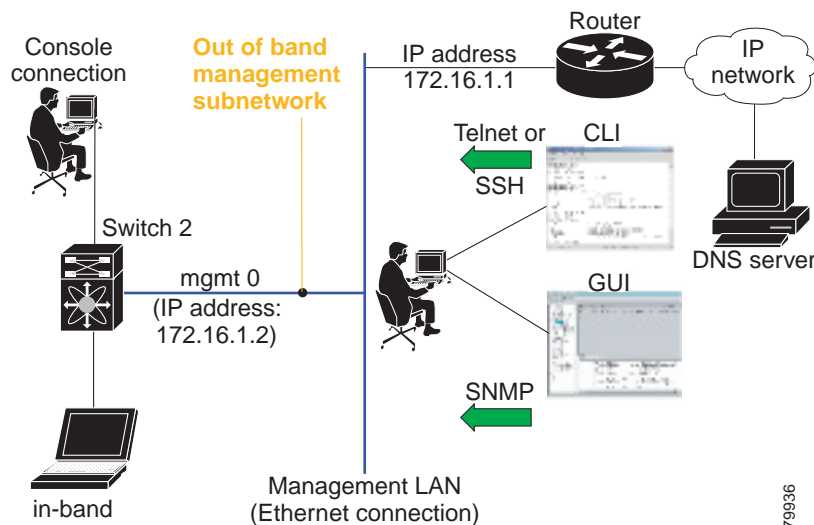 Console
connection
Out of band
management
subnetwork
Router
IP address
172.16.1.1
IP
network
Telnet or
SSH
CLI
Switch 2
DNS server
mgmt 0
(IP address:
172.16.1.2)
GUI
SNMP
in-band
Management LAN
(Ethernet connection)
79936